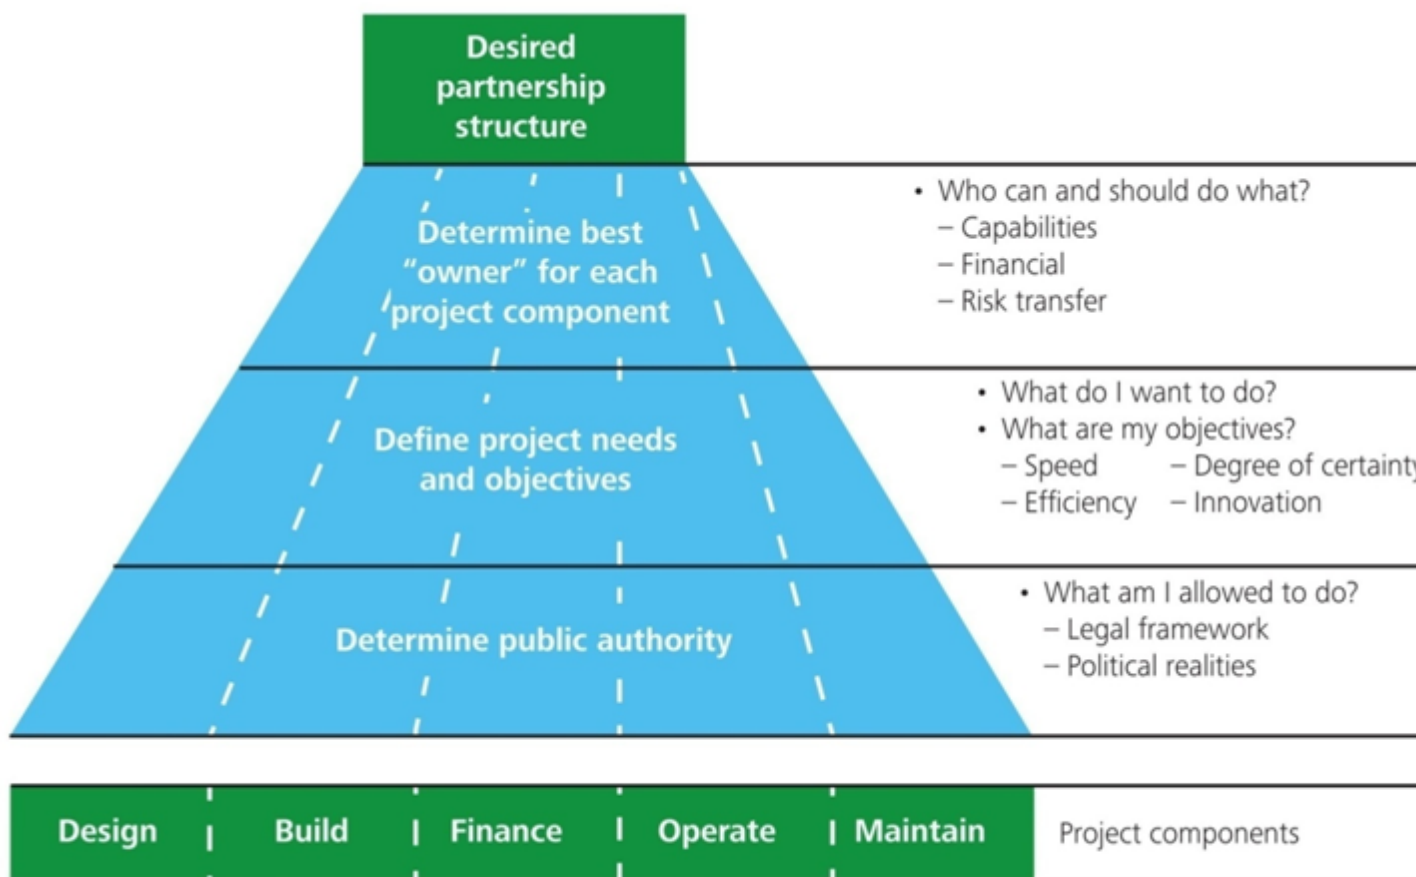 Desired
partnership
structure
Determine best
“owner” for each
project component
• Who can and should do what?
– Capabilities
– Financial
– Risk transfer
Define project needs
and objectives
• What do I want to do?
• What are my objectives?
– Speed – Degree of certainty
– Efficiency – Innovation
Determine public authority
• What am I allowed to do?
– Legal framework
– Political realities
Design Build Finance Operate Maintain Project components